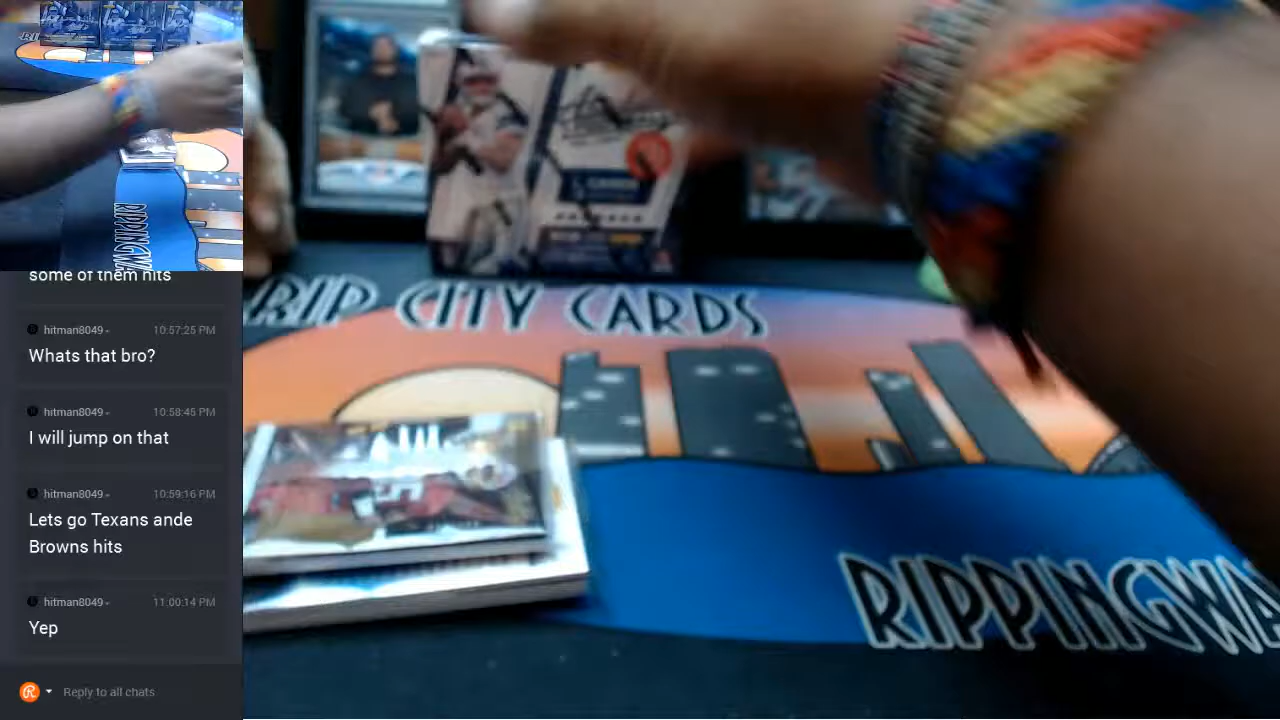 some of them hits
hitman8049
10:57:25 PM
Whats that bro?
hitman8049
10:58:45 PM
I will jump on that
hitman8049
10:59:16 PM
Lets go Texans ande
Browns hits
hitman8049
11:00:14 PM
Yep
Reply to all chats
RIP CITY CARDS
RIPPINGWA
RIPPINGWA